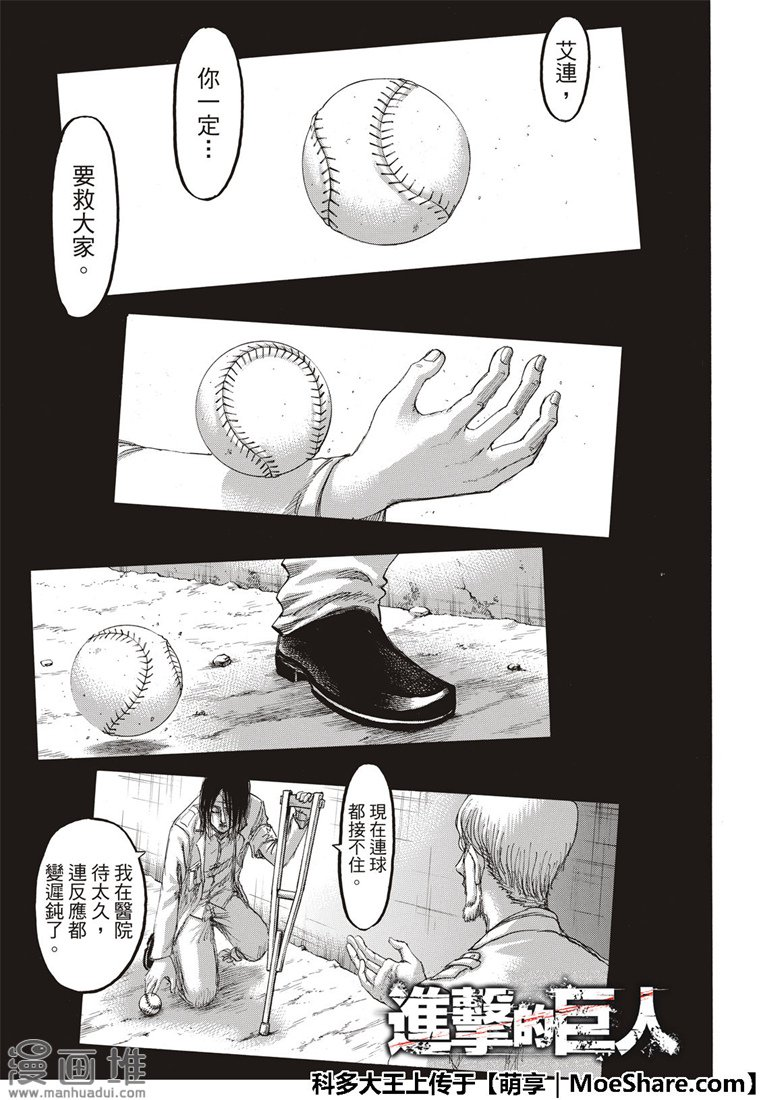 艾連，
你一定…
要救大家。
現在連球
都接不住。
我在醫院
待太久，
連反應都
變遲鈍了。
進擊的巨人
漫画堆
www.manhuadui.com
科多大王上传于【萌享｜MoeShare.com】